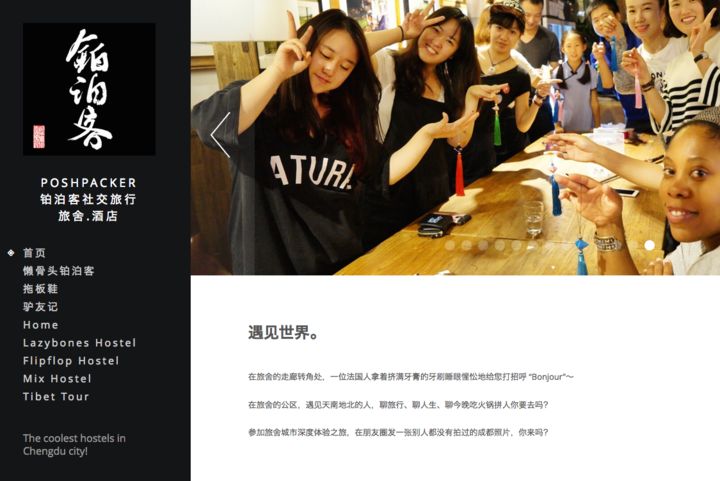 铂泊客
POSHPACKER
铂泊客社交旅行
旅舍.酒店
首页
懒骨头铂泊客
拖板鞋
驴友记
Home
Lazybones Hostel
Flipflop Hostel
Mix Hostel
Tibet Tour
The coolest hostels in
Chengdu city!
ATURA
遇见世界。
在旅舍的走廊转角处，一位法国人拿着挤满牙膏的牙刷睡眼惺忪地给您打招呼 “Bonjour”～
在旅舍的公区，遇见天南地北的人，聊旅行、聊人生、聊今晚吃火锅拼人你要去吗？
参加旅舍城市深度体验之旅，在朋友圈发一张别人都没有拍过的成都照片，你来吗？